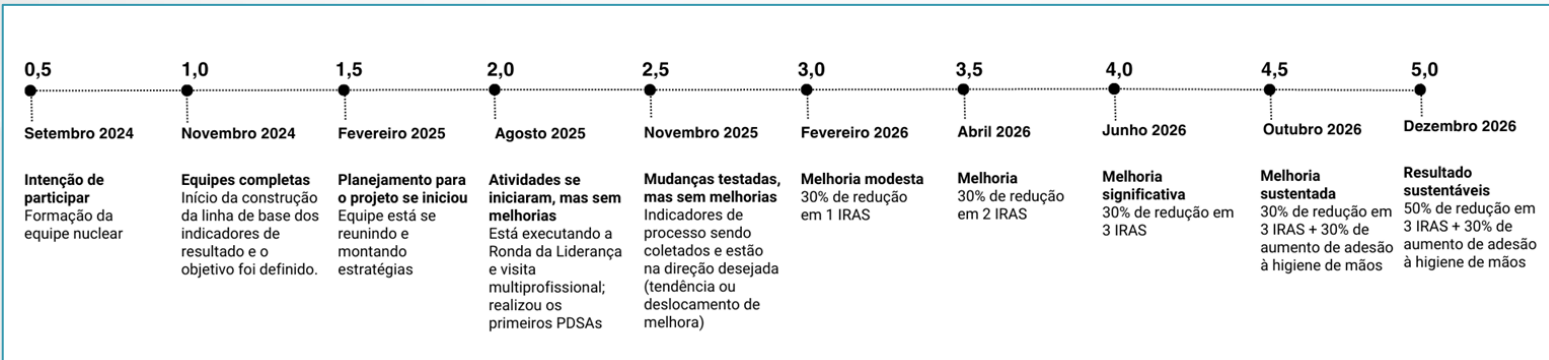 0,5
Setembro 2024
Intenção de
participar
Formação da
equipe nuclear
1,0
Novembro 2024
Equipes completas
Início da construção
da linha de base dos
indicadores de
resultado e o
objetivo foi definido.
1,5
Fevereiro 2025
Planejamento para
o projeto se iniciou
Equipe está se
reunindo e
montando
estratégias
2,0
Agosto 2025
Atividades se
iniciaram, mas sem
melhorias
Está executando a
Ronda da Liderança
e visita
multiprofissional;
realizou os
primeiros PDSAs
2,5
Novembro 2025
Mudanças testadas,
mas sem melhorias
Indicadores de
processo sendo
coletados e estão
na direção desejada
(tendência ou
deslocamento de
melhora)
3,0
Fevereiro 2026
Melhoria modesta
30% de redução
em 1 IRAS
3,5
Abril 2026
Melhoria
30% de redução
em 2 IRAS
4,0
Junho 2026
Melhoria
significativa
30% de redução em
3 IRAS
4,5
Outubro 2026
Melhoria
sustentada
30% de redução em
3 IRAS + 30% de
aumento de adesão
à higiene de mãos
5,0
Dezembro 2026
Resultado
sustentáveis
50% de redução em
3 IRAS + 30% de
aumento de adesão
à higiene de mãos